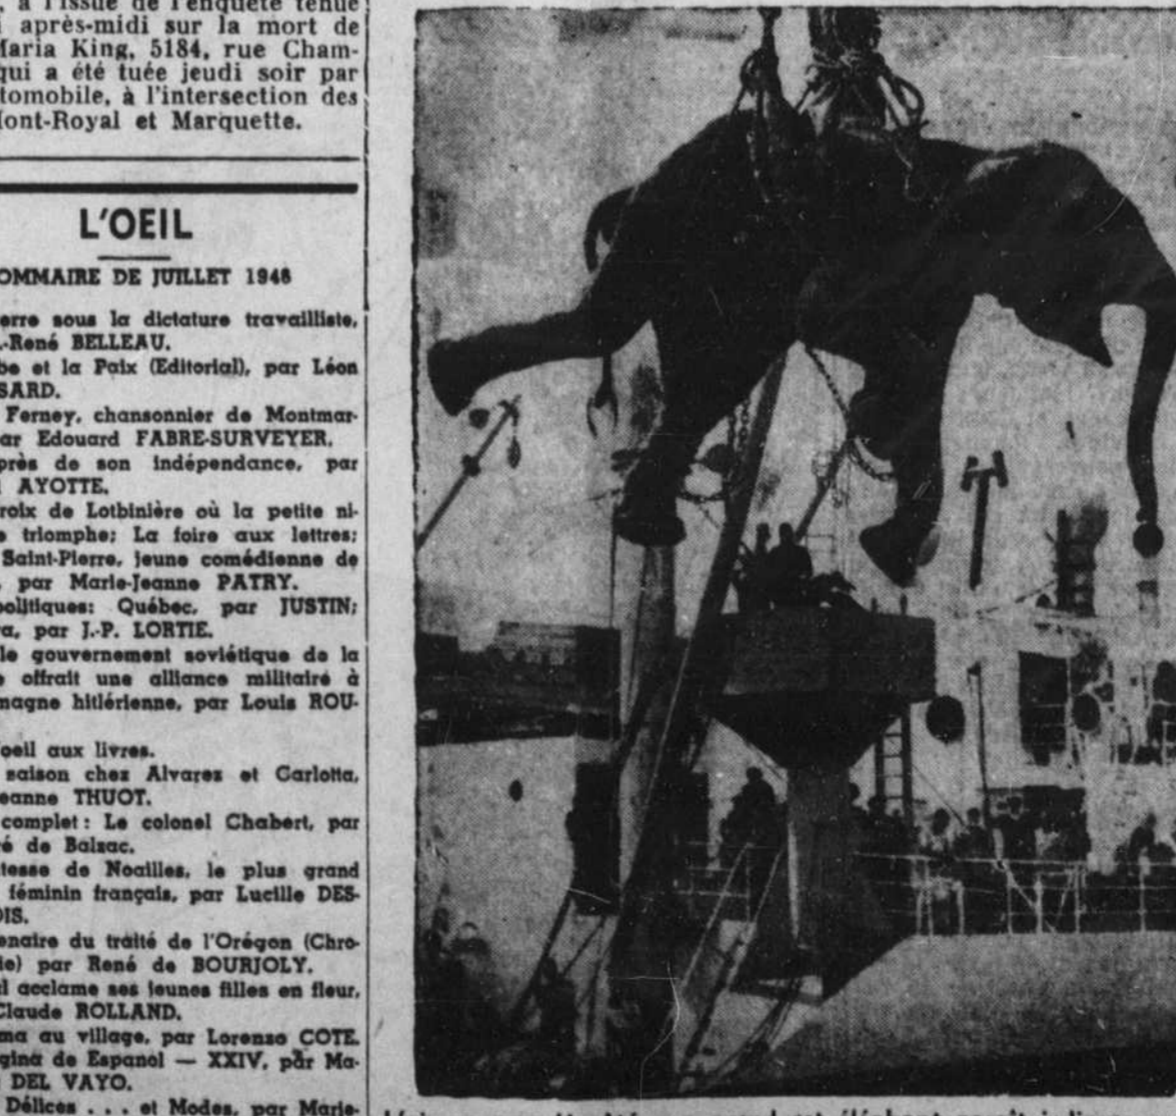 à l'issue de l'enquête tenue
après-midi sur la mort de
Maria King, 5184, rue Cham-
qui a été tuée jeudi soir par
tomobile, à l'intersection des
Mont-Royal et Marquette.
L'OEIL
OMMAIRE DE JUILLET 1946
erre sous la dictature travailliste,
-René BELLEAU.
be et la Paix (Editorial), par Léon
SARD.
Ferney, chansonnier de Montmar-
ar Edouard FABRE-SURVEYER.
près de son indépendance, par
AYOTTE.
roix de Lotbinière où la petite ni-
e triomphe; La foire aux lettres;
Saint-Pierre, jeune comédienne de
, par Marie-Jeanne PATRY.
politiques: Québec, par JUSTIN;
a, par J.-P. LORTIE.
le gouvernement soviétique de la
e offrait une alliance militaire à
magne hitlérienne, par Louis ROU-
oeil aux livres.
saison chez Alvarez et Carlotta,
eanne THUOT.
complet: Le colonel Chabert, par
ré de Balzac.
tesse de Noailles, le plus grand
féminin français, par Lucille DES-
OIS.
enaire du traité de l'Orégon (Chro-
ie) par René de BOURJOLY.
l acclame ses jeunes filles en fleur,
Claude ROLLAND.
ma au village, par Lorenzo COTE.
gina de Espanol — XXIV, par Ma-
DEL VAYO.
Délices . . . et Modes, par Marie-